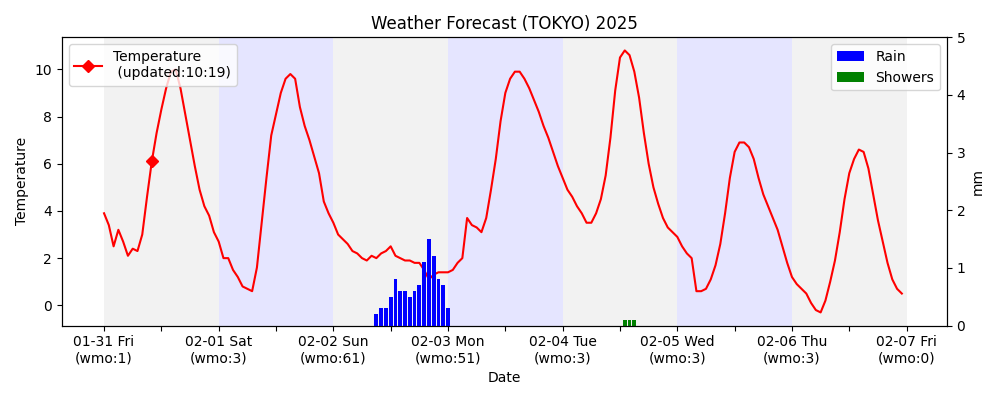 Weather Forecast (TOKYO) 2025
Temperature
(updated:10:19)
Rain
Showers
Temperature
10
8
6
4
2
0
5
4
3
2
1
0
mm
01-31 Fri
(wmo:1)
02-01 Sat
(wmo:3)
02-02 Sun
(wmo:61)
02-03 Mon
(wmo:51)
02-04 Tue
(wmo:3)
02-05 Wed
(wmo:3)
02-06 Thu
(wmo:3)
02-07 Fri
(wmo:0)
Date